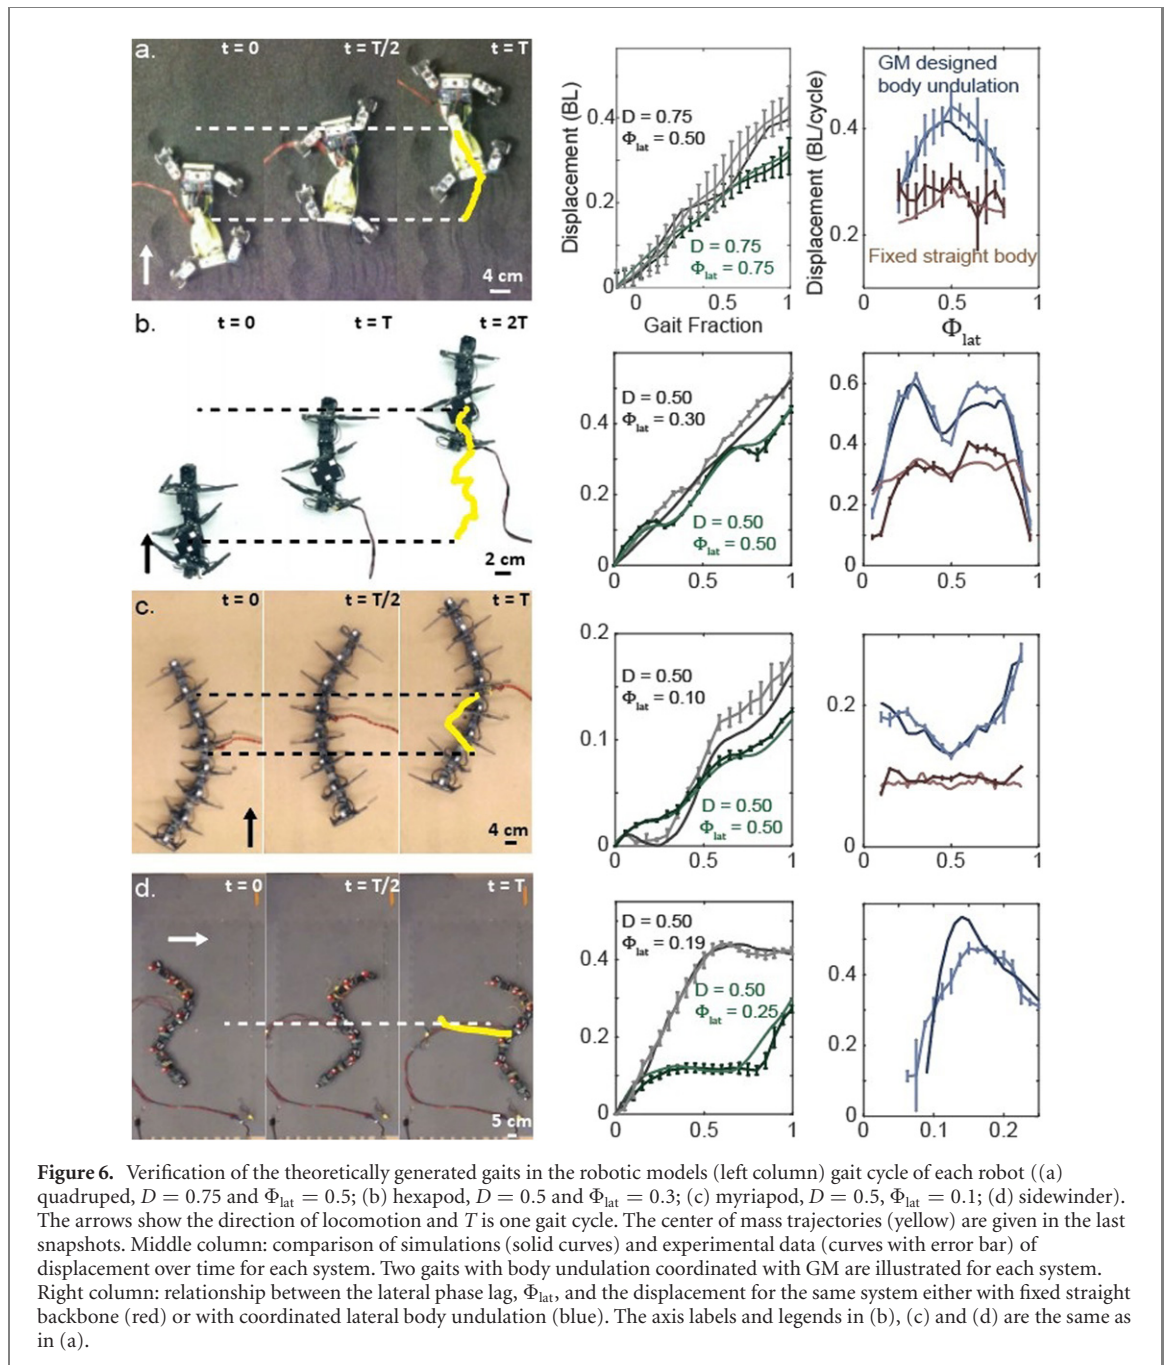 a.
t = 0
t = T/2
t = T
4 cm
Displacement (BL)
0.4
0.2
0
D = 0.75
Φlat = 0.50
D = 0.75
Φlat = 0.75
0
0.5
1
Gait Fraction
Displacement (BL/cycle)
0.4
0.2
GM designed
body undulation
Fixed straight body
0
0.5
1
Φlat
b.
t = 0
t = T
t = 2T
2 cm
0.4
0.2
0
D = 0.50
Φlat = 0.30
D = 0.50
Φlat = 0.50
0
0.5
1
0.6
0.4
0.2
0
0
0.5
1
c.
t = 0
t = T/2
t = T
4 cm
0.2
0.1
0
D = 0.50
Φlat = 0.10
D = 0.50
Φlat = 0.50
0
0.5
1
0.2
0
0
0.5
1
d.
t = 0
t = T/2
t = T
5 cm
0.4
0.2
0
D = 0.50
Φlat = 0.19
D = 0.50
Φlat = 0.25
0
0.5
1
0.4
0.2
0
0.1
0.2
Figure 6. Verification of the theoretically generated gaits in the robotic models (left column) gait cycle of each robot ((a)
quadruped, D = 0.75 and Φlat = 0.5; (b) hexapod, D = 0.5 and Φlat = 0.3; (c) myriapod, D = 0.5, Φlat = 0.1; (d) sidewinder).
The arrows show the direction of locomotion and T is one gait cycle. The center of mass trajectories (yellow) are given in the last
snapshots. Middle column: comparison of simulations (solid curves) and experimental data (curves with error bar) of
displacement over time for each system. Two gaits with body undulation coordinated with GM are illustrated for each system.
Right column: relationship between the lateral phase lag, Φlat, and the displacement for the same system either with fixed straight
backbone (red) or with coordinated lateral body undulation (blue). The axis labels and legends in (b), (c) and (d) are the same as
in (a).